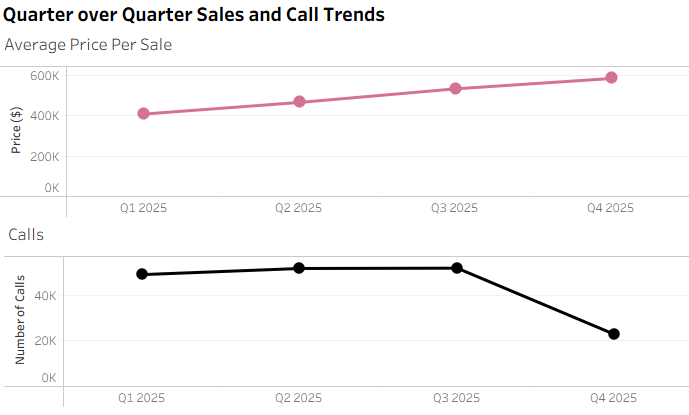 Quarter over Quarter Sales and Call Trends
Average Price Per Sale
Price ($)
600K
400K
200K
0K
Q1 2025 Q2 2025 Q3 2025 Q4 2025
Calls
Number of Calls
40K
20K
0K
Q1 2025 Q2 2025 Q3 2025 Q4 2025